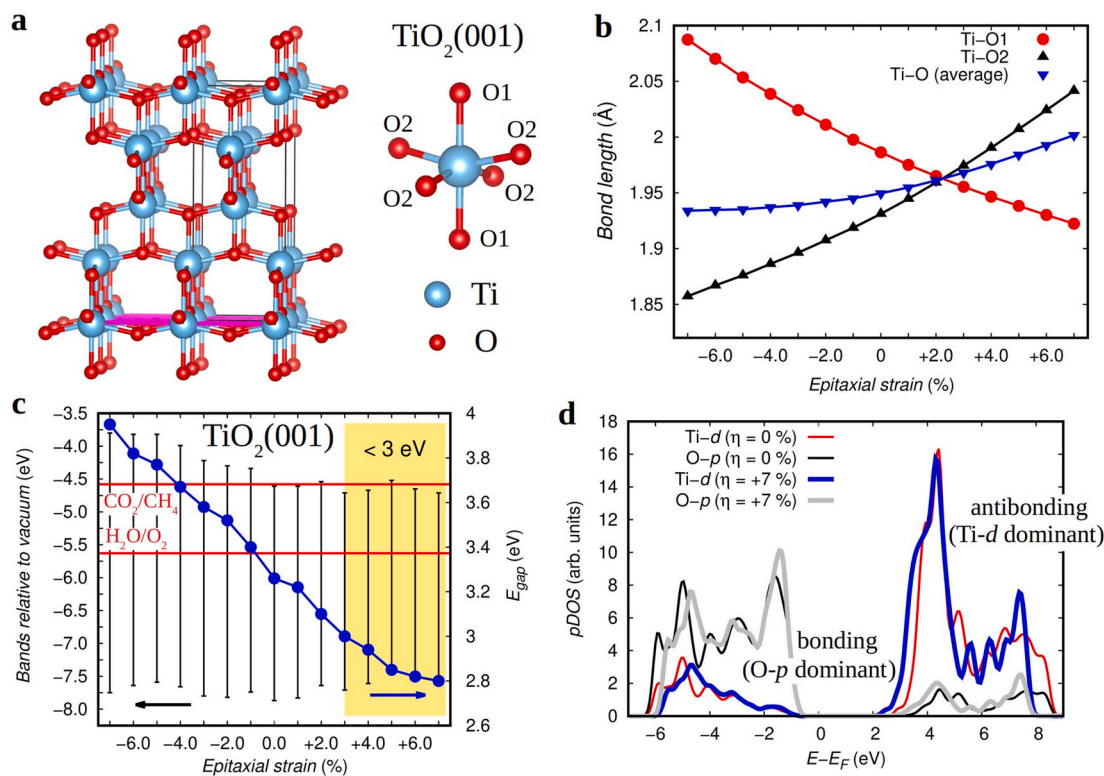 a
TiO2(001)
O1
O2
O2
O2
O2
O1
Ti
O
b
Ti–O1
Ti–O2
Ti–O (average)
Bond length (Å)
2.1
2.05
2
1.95
1.9
1.85
−6.0 −4.0 −2.0 0 +2.0 +4.0 +6.0
Epitaxial strain (%)
c
TiO2(001)
< 3 eV
CO2/CH4
H2O/O2
Bands relative to vacuum (eV)
−3.5
−4.0
−4.5
−5.0
−5.5
−6.0
−6.5
−7.0
−7.5
−8.0
4
3.8
3.6
3.4
3.2
3
2.8
2.6
Egap (eV)
−6.0 −4.0 −2.0 0.0 +2.0 +4.0 +6.0
Epitaxial strain (%)
d
Ti−d (η = 0 %)
O−p (η = 0 %)
Ti−d (η = +7 %)
O−p (η = +7 %)
antibonding
(Ti-d dominant)
bonding
(O-p dominant)
pDOS (arb. units)
18
16
14
12
10
8
6
4
2
0
−6 −4 −2 0 2 4 6 8
E−EF (eV)